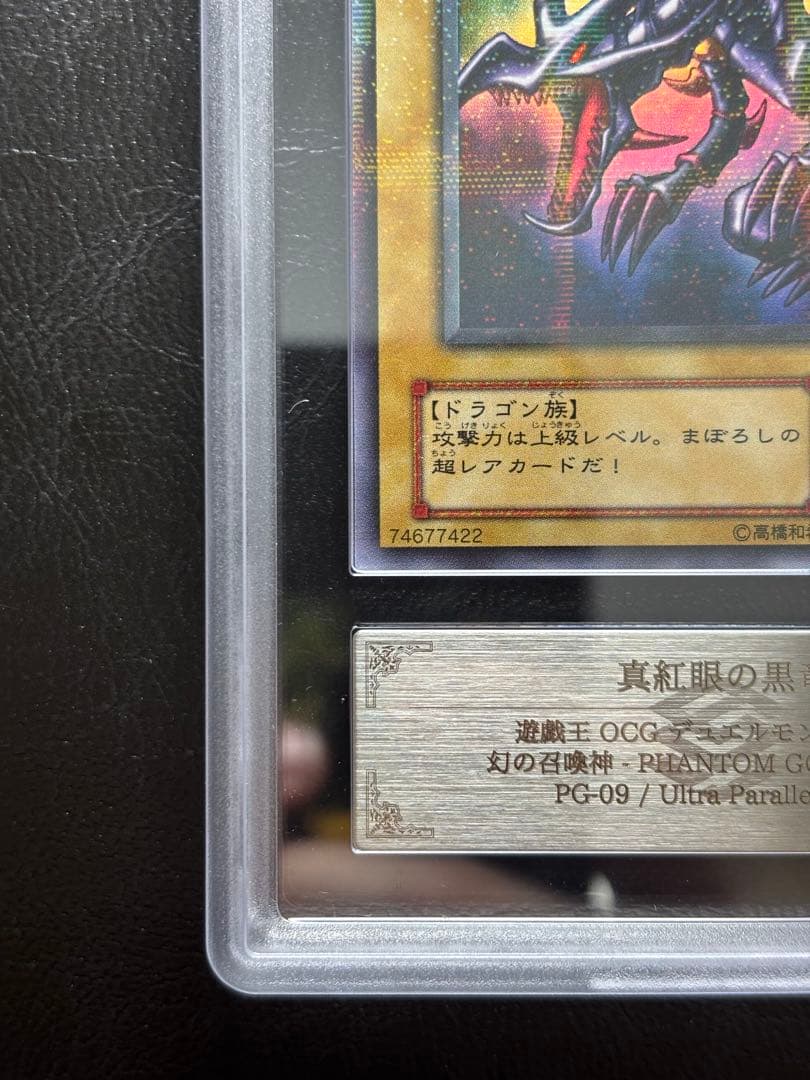 【ドラゴン族】
攻撃力は上級レベル。まぼろしの
超レアカードだ！
74677422
©高橋和
真紅眼の黒
遊戯王 OCG デュエルモン
幻の召喚神 - PHANTOM G
PG-09 / Ultra Paralle